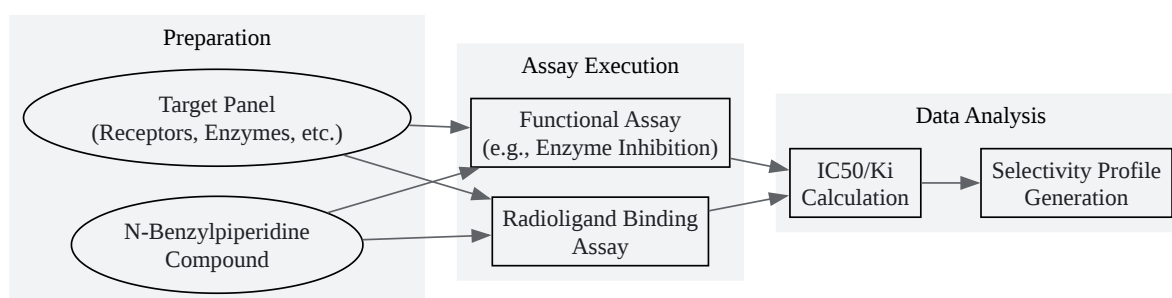 Preparation
Target Panel
(Receptors, Enzymes, etc.)
N-Benzylpiperidine
Compound
Assay Execution
Functional Assay
(e.g., Enzyme Inhibition)
Radioligand Binding
Assay
Data Analysis
IC50/Ki
Calculation
Selectivity Profile
Generation